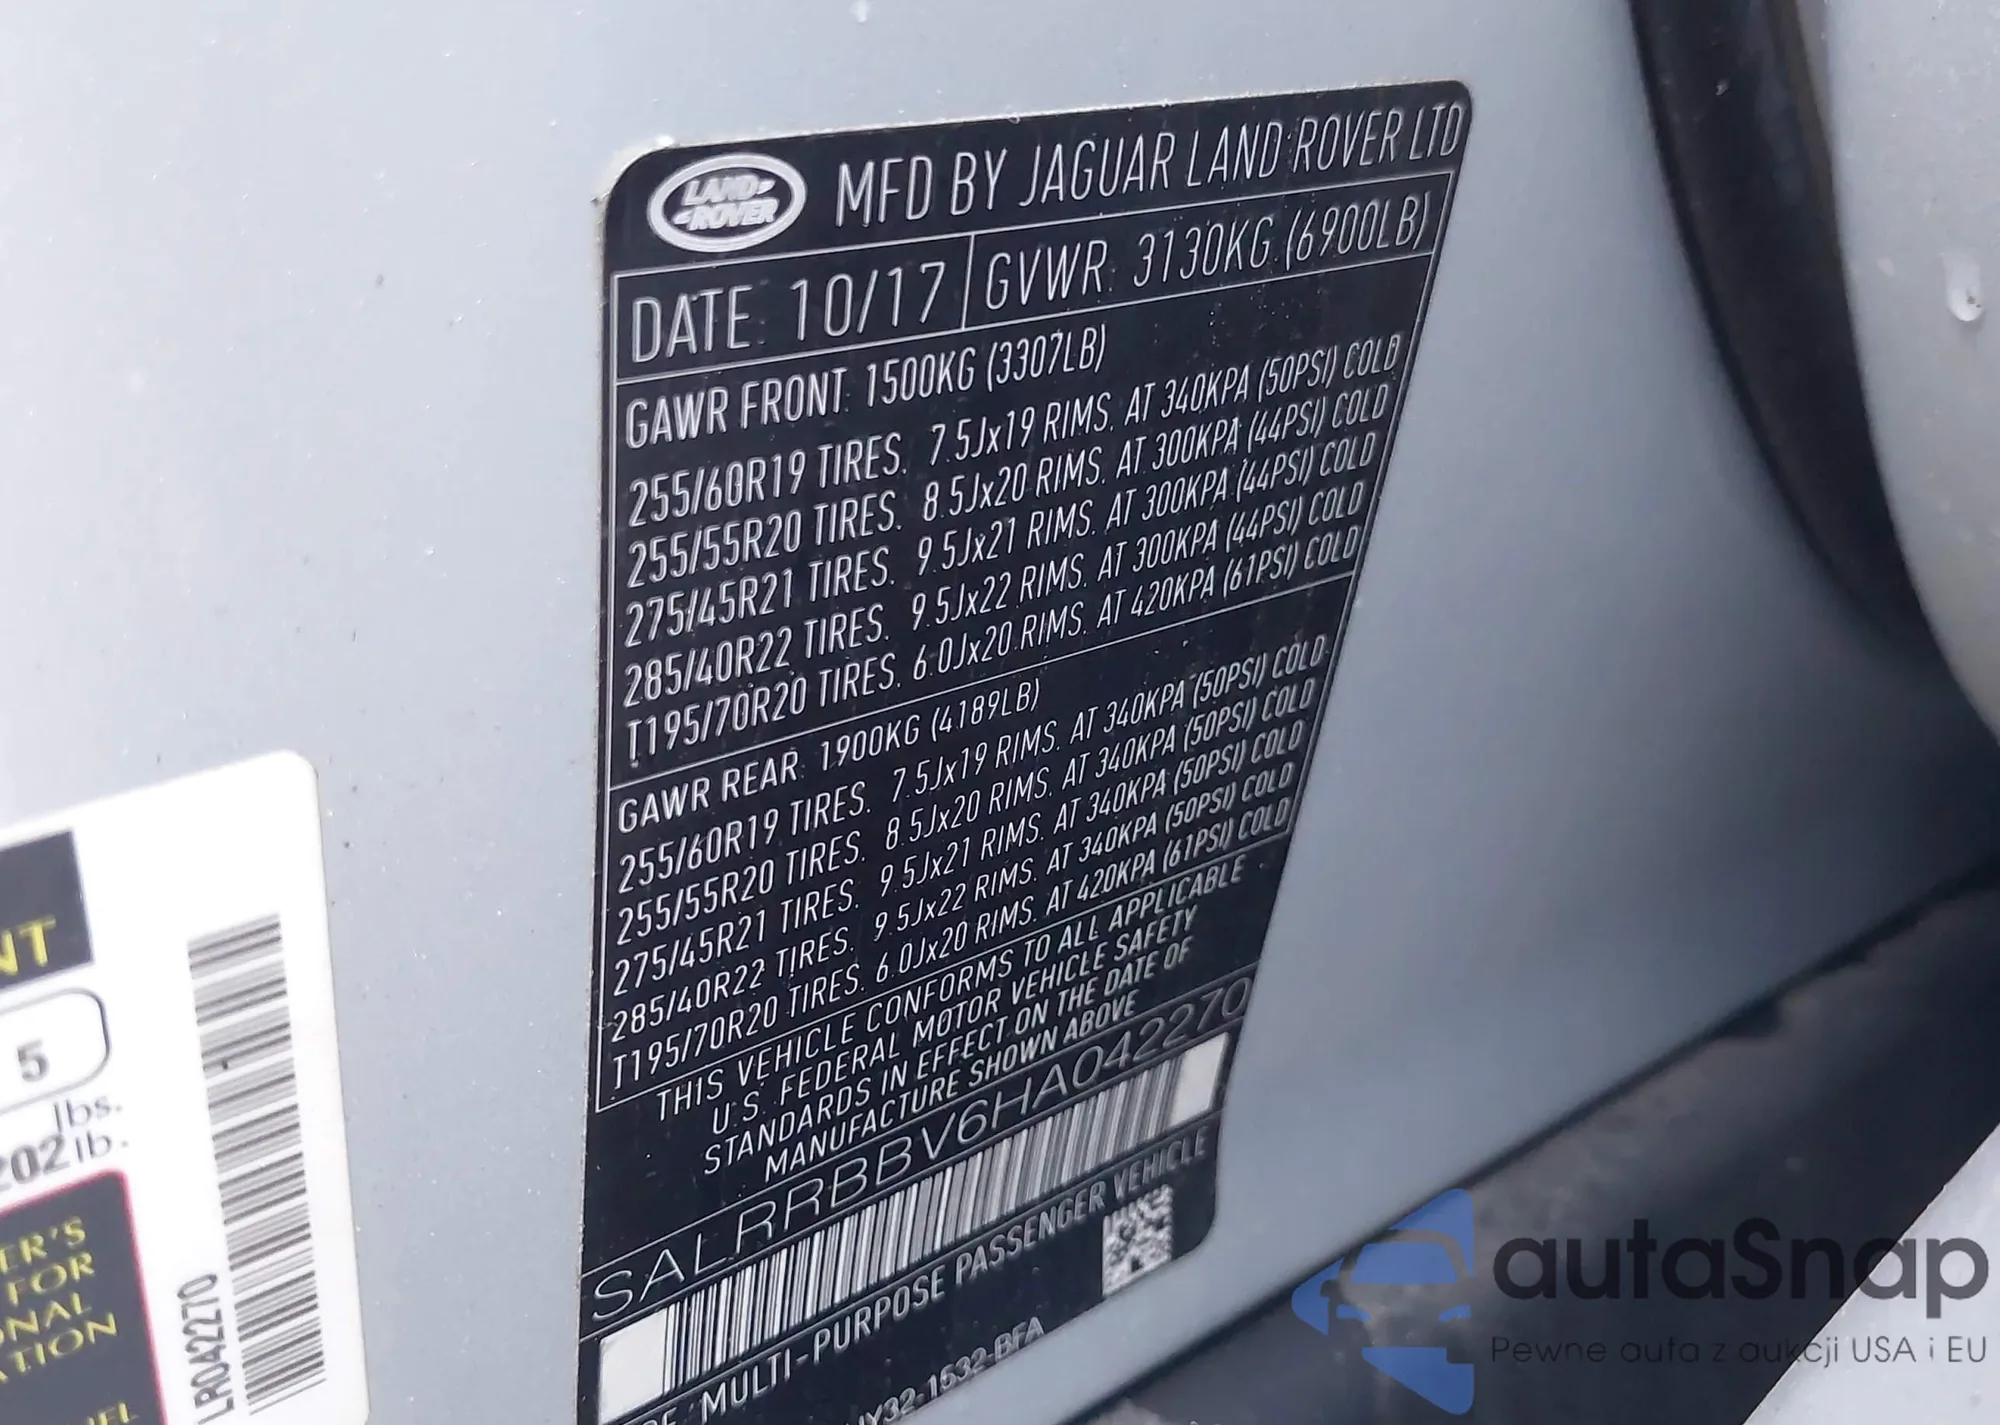 LAND-
-ROVER
MFD BY JAGUAR LAND ROVER LTD
DATE: 10/17
GVWR: 3130KG (6900LB)
GAWR FRONT: 1500KG (3307LB)
255/60R19 TIRES. 7.5Jx19 RIMS. AT 340KPA (50PSI) COLD
255/55R20 TIRES. 8.5Jx20 RIMS. AT 300KPA (44PSI) COLD
275/45R21 TIRES. 9.5Jx21 RIMS. AT 300KPA (44PSI) COLD
285/40R22 TIRES. 9.5Jx22 RIMS. AT 300KPA (44PSI) COLD
T195/70R20 TIRES. 6.0Jx20 RIMS. AT 420KPA (61PSI) COLD
GAWR REAR: 1900KG (4189LB)
255/60R19 TIRES. 7.5Jx19 RIMS. AT 340KPA (50PSI) COLD
255/55R20 TIRES. 8.5Jx20 RIMS. AT 340KPA (50PSI) COLD
275/45R21 TIRES. 9.5Jx21 RIMS. AT 340KPA (50PSI) COLD
285/40R22 TIRES. 9.5Jx22 RIMS. AT 340KPA (50PSI) COLD
T195/70R20 TIRES. 6.0Jx20 RIMS. AT 420KPA (61PSI) COLD
THIS VEHICLE CONFORMS TO ALL APPLICABLE
U.S. FEDERAL MOTOR VEHICLE SAFETY
STANDARDS IN EFFECT ON THE DATE OF
MANUFACTURE SHOWN ABOVE
SALRRBBV6HA042270
MULTI-PURPOSE PASSENGER VEHICLE
HY32-1532-BFA
NT
5
lbs.
202 lb.
ER'S
FOR
ONAL
ATION
LR042270
autaSnap
Pewne auta z aukcji USA i EU